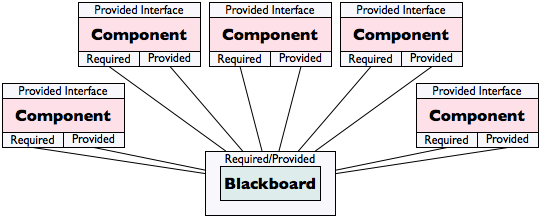 Provided Interface Provided Interface Provided Interface
Component Component Component
Required Provided Required Provided Required Provided
Provided Interface Provided Interface
Component Component
Required Provided Required Provided
Required/Provided
Blackboard